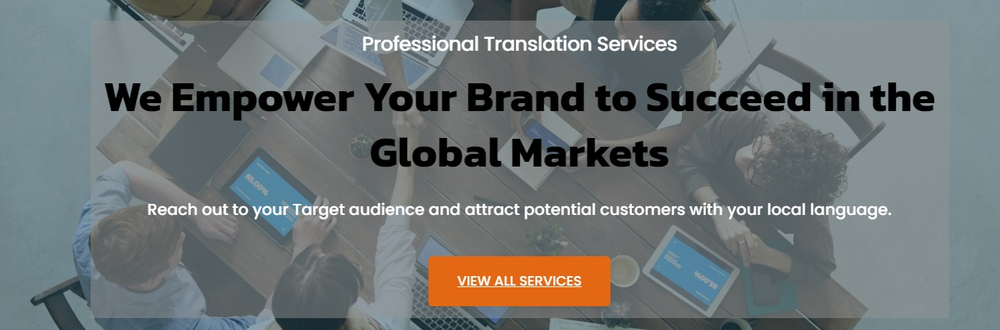 Professional Translation Services
We Empower Your Brand to Succeed in the
Global Markets
Reach out to your Target audience and attract potential customers with your local language.
VIEW ALL SERVICES